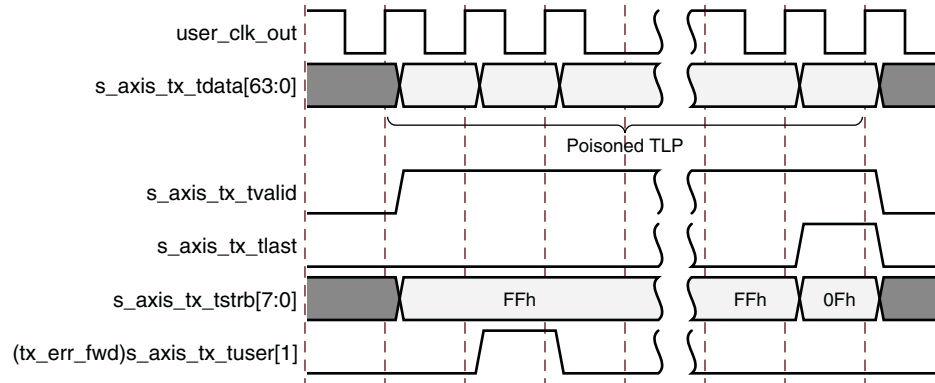 user_clk_out
s_axis_tx_tdata[63:0]
Poisoned TLP
s_axis_tx_tvalid
s_axis_tx_tlast
s_axis_tx_tstrb[7:0] FFh FFh 0Fh
(tx_err_fwd)s_axis_tx_tuser[1]